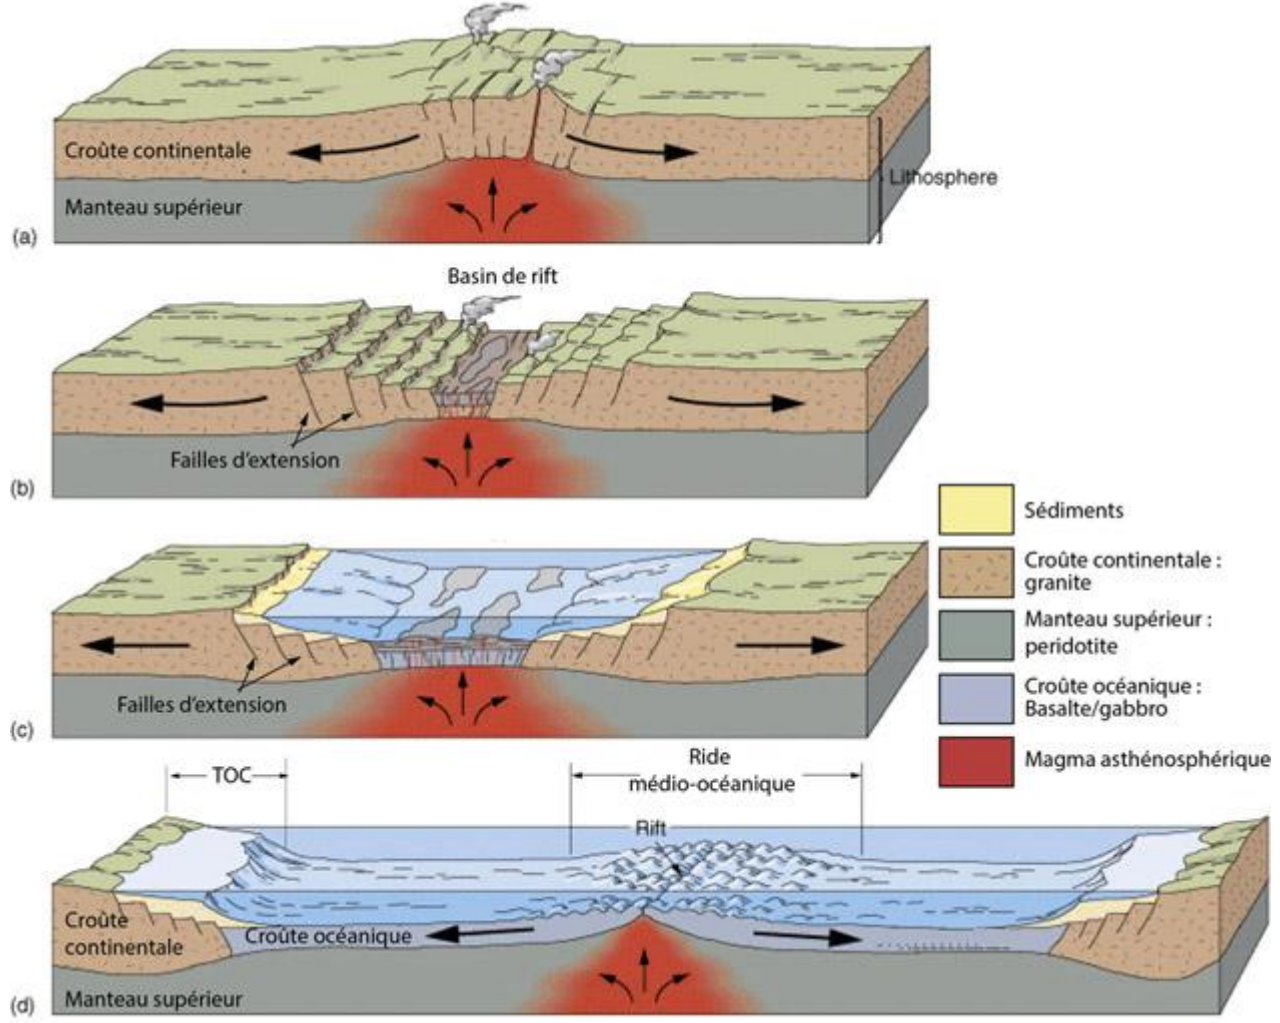 Croûte continentale
Lithosphere
Manteau supérieur
(a)
Basin de rift
Failles d'extension
(b)
Sédiments
Croûte continentale :
granite
Manteau supérieur :
peridotite
Croûte océanique :
Basalte/gabbro
Magma asthénosphérique
Failles d'extension
(c)
TOC
Ride
médio-océanique
Rift
Croûte
continentale
Croûte océanique
Manteau supérieur
(d)